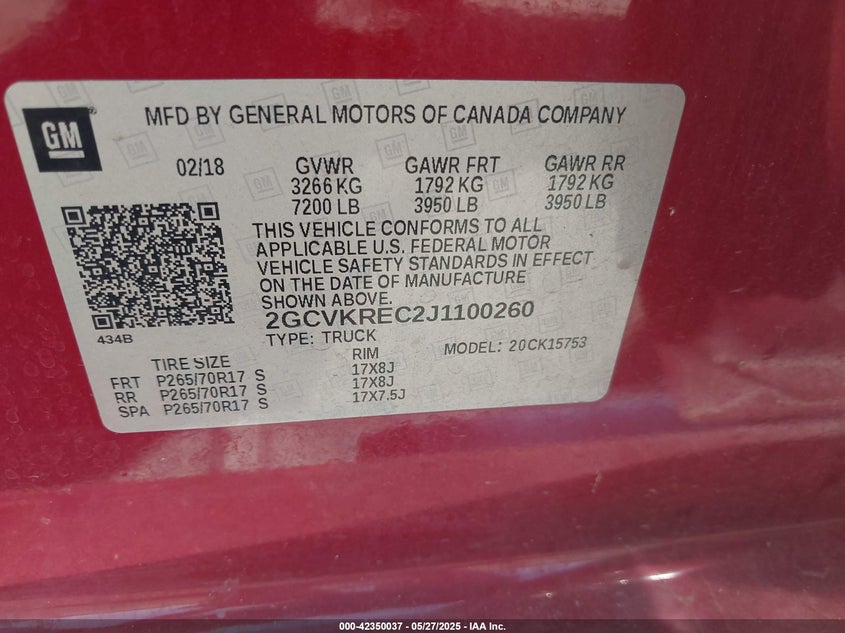 GM
MFD BY GENERAL MOTORS OF CANADA COMPANY
02/18 GVWR GAWR FRT GAWR RR
3266 KG 1792 KG 1792 KG
7200 LB 3950 LB 3950 LB
THIS VEHICLE CONFORMS TO ALL
APPLICABLE U.S. FEDERAL MOTOR
VEHICLE SAFETY STANDARDS IN EFFECT
ON THE DATE OF MANUFACTURE
SHOWN ABOVE.
2GCVKREC2J1100260
434B TYPE: TRUCK MODEL: 20CK15753
TIRE SIZE RIM
FRT P265/70R17 S 17X8J
RR P265/70R17 S 17X8J
SPA P265/70R17 S 17X7.5J
000-42350037 - 05/27/2025 - IAA Inc.